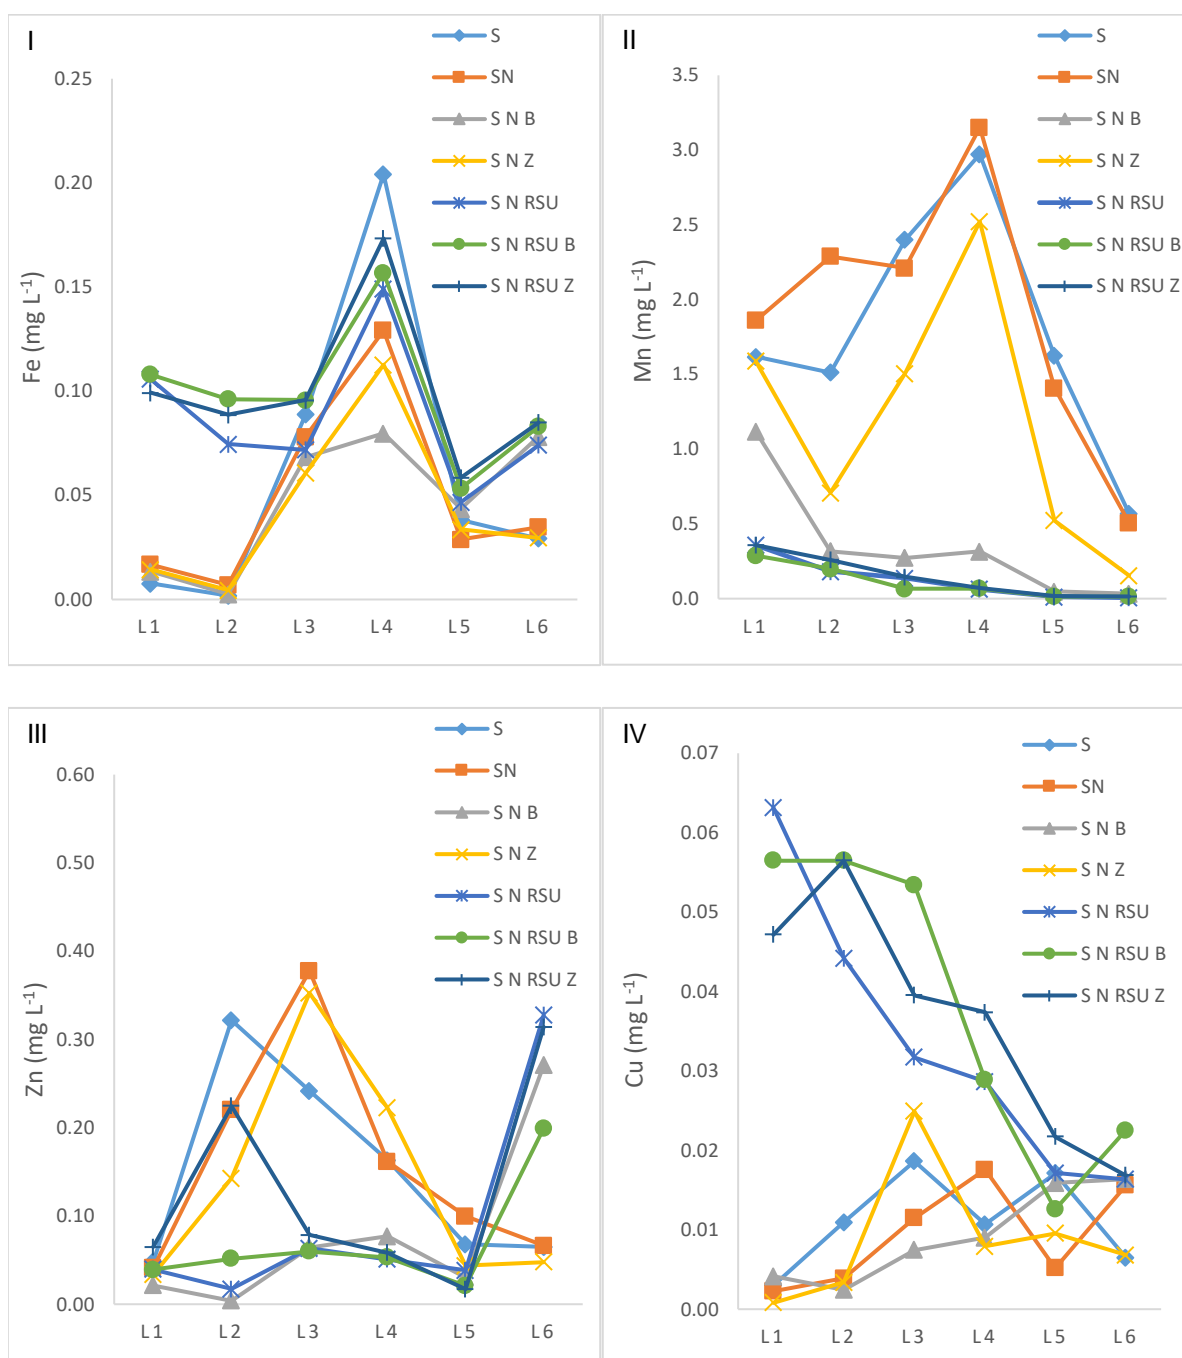 I
S
SN
S N B
S N Z
S N RSU
S N RSU B
S N RSU Z
Fe (mg L-1)
0.25
0.20
0.15
0.10
0.05
0.00
L1 L2 L3 L4 L5 L6
II
S
SN
S N B
S N Z
S N RSU
S N RSU B
S N RSU Z
Mn (mg L-1)
3.5
3.0
2.5
2.0
1.5
1.0
0.5
0.0
L1 L2 L3 L4 L5 L6
III
S
SN
S N B
S N Z
S N RSU
S N RSU B
S N RSU Z
Zn (mg L-1)
0.60
0.50
0.40
0.30
0.20
0.10
0.00
L1 L2 L3 L4 L5 L6
IV
S
SN
S N B
S N Z
S N RSU
S N RSU B
S N RSU Z
Cu (mg L-1)
0.07
0.06
0.05
0.04
0.03
0.02
0.01
0.00
L1 L2 L3 L4 L5 L6